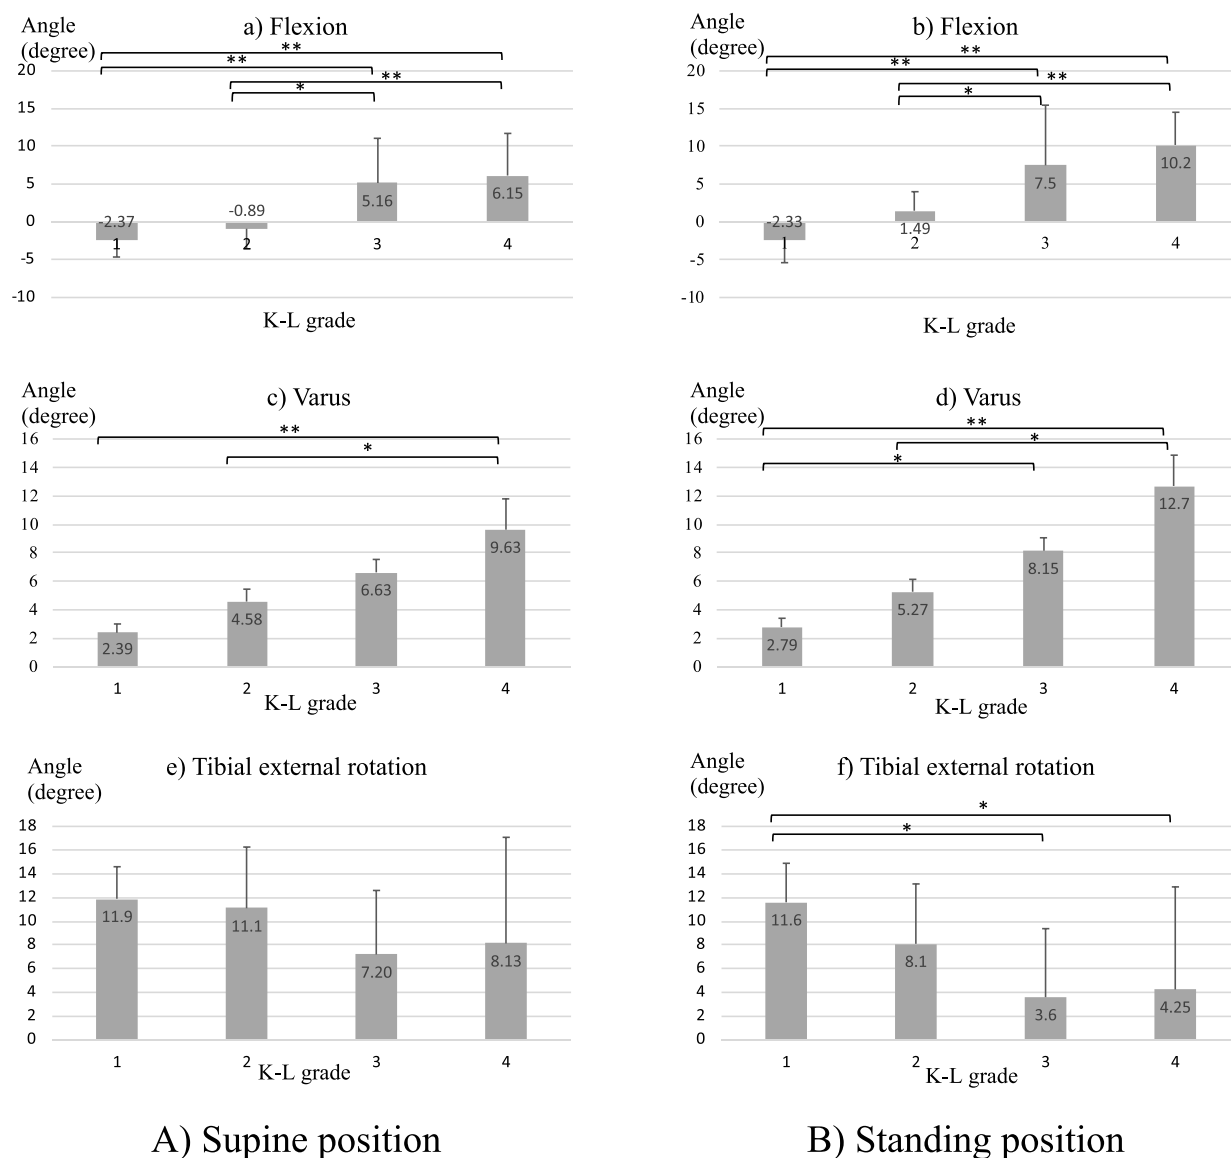 a) Flexion
Angle
(degree)
**
**
**
*
20
15
10
5
0
-5
-10
-2.37
-0.89
5.16
6.15
1 2 3 4
K-L grade
b) Flexion
Angle
(degree)
**
**
**
*
20
15
10
5
0
-5
-10
-2.33
1.49
7.5
10.2
1 2 3 4
K-L grade
c) Varus
Angle
(degree)
**
*
16
14
12
10
8
6
4
2
0
2.39
4.58
6.63
9.63
1 2 3 4
K-L grade
d) Varus
Angle
(degree)
**
*
*
16
14
12
10
8
6
4
2
0
2.79
5.27
8.15
12.7
1 2 3 4
K-L grade
e) Tibial external rotation
Angle
(degree)
18
16
14
12
10
8
6
4
2
0
11.9
11.1
7.20
8.13
1 2 3 4
K-L grade
f) Tibial external rotation
Angle
(degree)
*
*
18
16
14
12
10
8
6
4
2
0
11.6
8.1
3.6
4.25
1 2 3 4
K-L grade
A) Supine position
B) Standing position